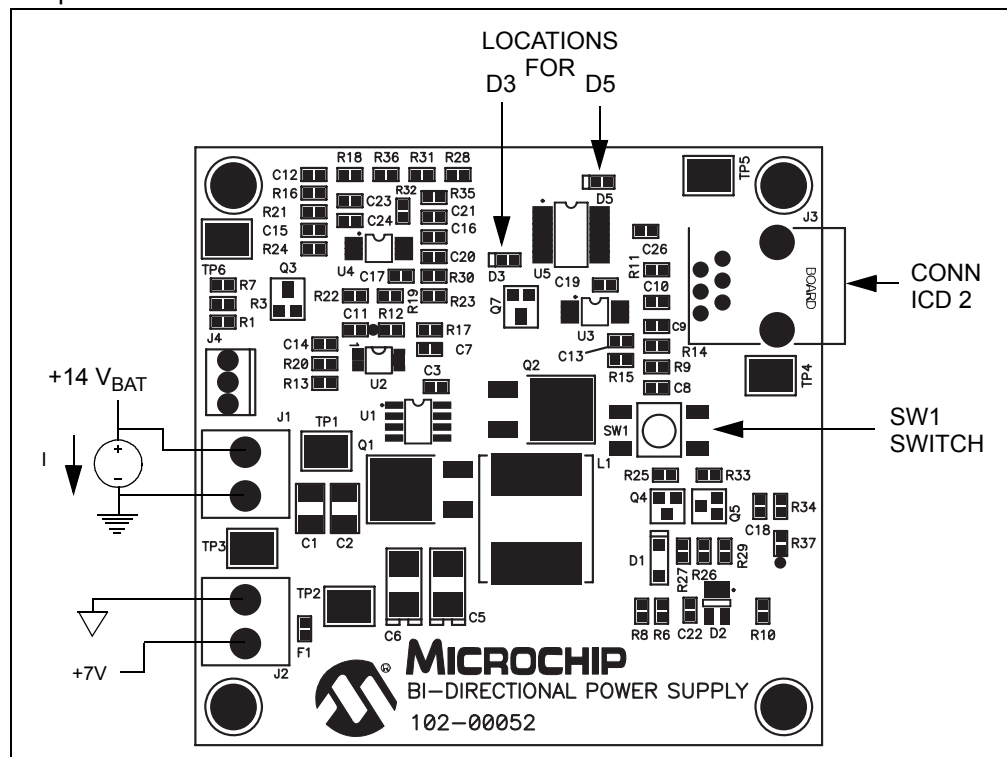 LOCATIONS
FOR
D3 D5
R18 R36 R31 R28
C12
R16
R21
C15
R24
C23
C24
R32
R35
C21
C16
C20
R30
R23
D5
TP5
J3
TP6
Q3
U4
C17
D3
U5
C19
C26
R11
C10
BOARD
CONN
ICD 2
R7
R3
R1
R22
R19
Q7
U3
C9
C11 R12
R17
C7
C13
R15
R14
R9
C8
TP4
J4
C14
R20
R13
U2
C3
Q2
+14 VBAT
J1
TP1
U1
Q1
SW1
SW1
SWITCH
I
+
-
L1
R25 R33
Q4
Q5
C18
R34
R37
C1 C2
TP3
D1
R27
R26
R29
TP2
C6
C5
R8 R6 C22 D2 R10
F1
+7V
J2
MICROCHIP
®
BI-DIRECTIONAL POWER SUPPLY
102-00052